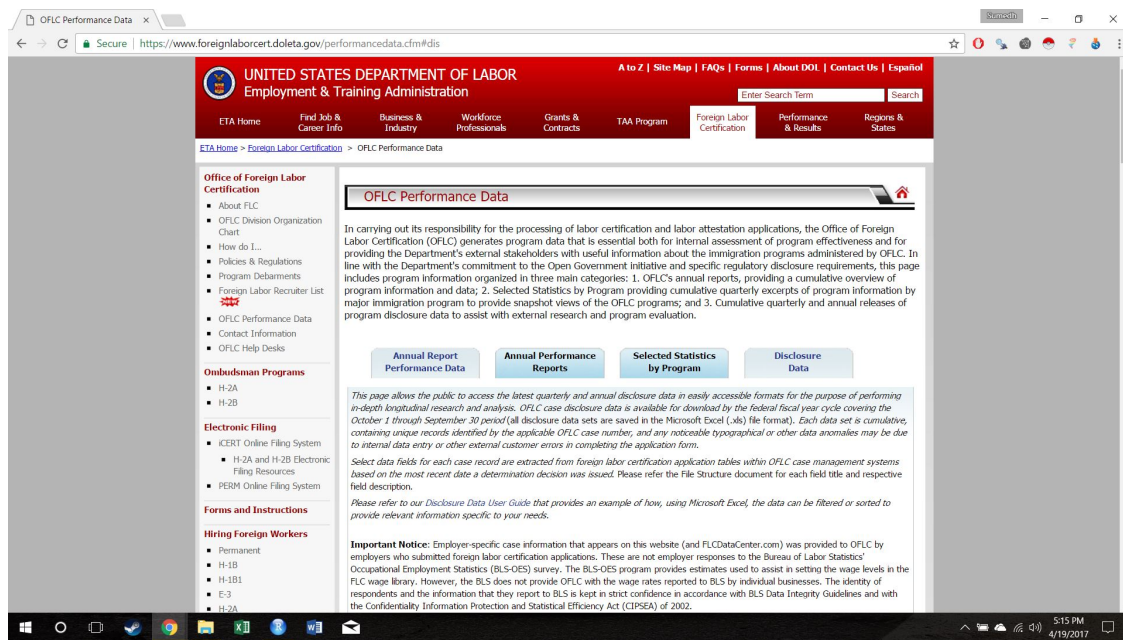 OFLC Performance Data
Sumedh
Secure | https://www.foreignlaborcert.doleta.gov/performancedata.cfm#dis
UNITED STATES DEPARTMENT OF LABOR
Employment & Training Administration
A to Z | Site Map | FAQs | Forms | About DOL | Contact Us | Español
Enter Search Term Search
ETA Home Find Job & Career Info Business & Industry Workforce Professionals Grants & Contracts TAA Program Foreign Labor Certification Performance & Results Regions & States
ETA Home > Foreign Labor Certification > OFLC Performance Data
Office of Foreign Labor
Certification
About FLC
OFLC Division Organization
Chart
How do I...
Policies & Regulations
Program Debarments
Foreign Labor Recruiter List
NEW
OFLC Performance Data
Contact Information
OFLC Help Desks
Ombudsman Programs
H-2A
H-2B
Electronic Filing
iCERT Online Filing System
H-2A and H-2B Electronic
Filing Resources
PERM Online Filing System
Forms and Instructions
Hiring Foreign Workers
Permanent
H-1B
H-1B1
E-3
H-2A
OFLC Performance Data
In carrying out its responsibility for the processing of labor certification and labor attestation applications, the Office of Foreign
Labor Certification (OFLC) generates program data that is essential both for internal assessment of program effectiveness and for
providing the Department's external stakeholders with useful information about the immigration programs administered by OFLC. In
line with the Department's commitment to the Open Government initiative and specific regulatory disclosure requirements, this page
includes program information organized in three main categories: 1. OFLC's annual reports, providing a cumulative overview of
program information and data; 2. Selected Statistics by Program providing cumulative quarterly excerpts of program information by
major immigration program to provide snapshot views of the OFLC programs; and 3. Cumulative quarterly and annual releases of
program disclosure data to assist with external research and program evaluation.
Annual Report Annual Performance Selected Statistics Disclosure
Performance Data Reports by Program Data
This page allows the public to access the latest quarterly and annual disclosure data in easily accessible formats for the purpose of performing
in-depth longitudinal research and analysis. OFLC case disclosure data is available for download by the federal fiscal year cycle covering the
October 1 through September 30 period (all disclosure data sets are saved in the Microsoft Excel (.xls) file format). Each data set is cumulative,
containing unique records identified by the applicable OFLC case number, and any noticeable typographical or other data anomalies may be due
to internal data entry or other external customer errors in completing the application form.
Select data fields for each case record are extracted from foreign labor certification application tables within OFLC case management systems
based on the most recent date a determination decision was issued. Please refer the File Structure document for each field title and respective
field description.
Please refer to our Disclosure Data User Guide that provides an example of how, using Microsoft Excel, the data can be filtered or sorted to
provide relevant information specific to your needs.
Important Notice: Employer-specific case information that appears on this website (and FLCDataCenter.com) was provided to OFLC by
employers who submitted foreign labor certification applications. These are not employer responses to the Bureau of Labor Statistics'
Occupational Employment Statistics (BLS-OES) survey. The BLS-OES program provides estimates used to assist in setting the wage levels in the
FLC wage library. However, the BLS does not provide OFLC with the wage rates reported to BLS by individual businesses. The identity of
respondents and the information that they report to BLS is kept in strict confidence in accordance with BLS Data Integrity Guidelines and with
the Confidentiality Information Protection and Statistical Efficiency Act (CIPSEA) of 2002.
5:15 PM
4/19/2017